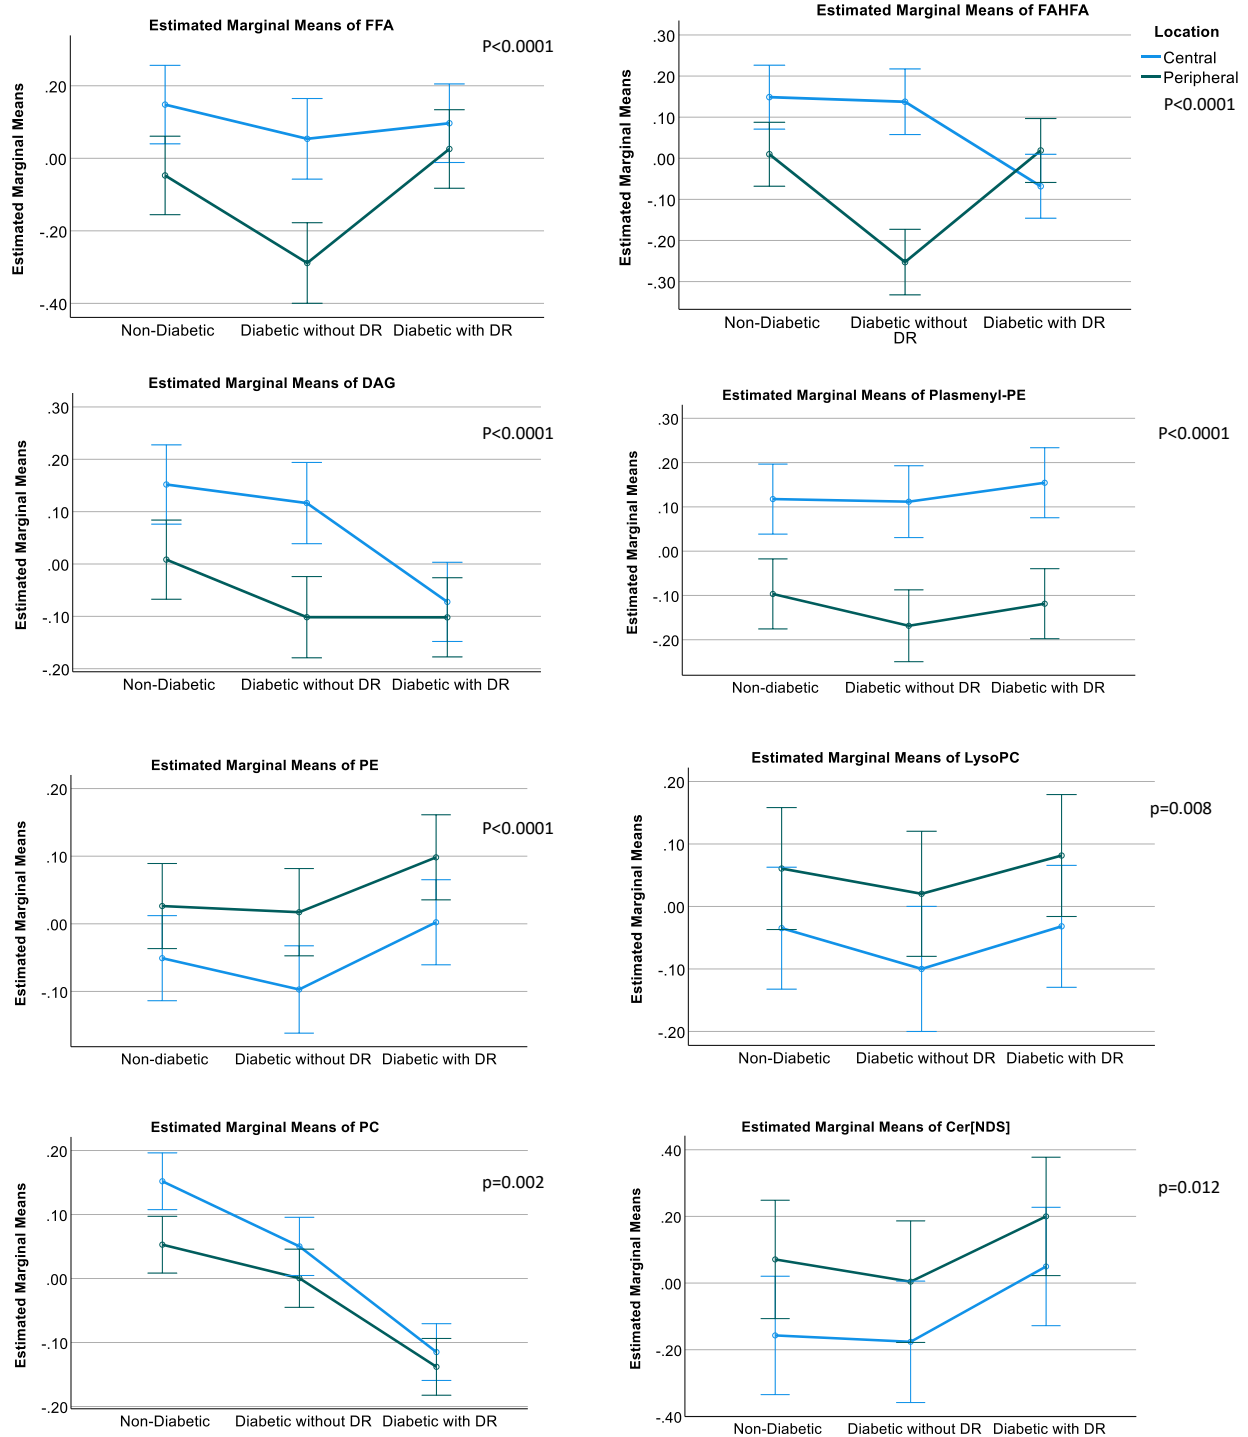 Estimated Marginal Means of FFA
P<0.0001
Estimated Marginal Means
.20
.00
-.20
-.40
Non-Diabetic
Diabetic without DR
Diabetic with DR
Estimated Marginal Means of FAHFA
Location
Central
Peripheral
P<0.0001
Estimated Marginal Means
.30
.20
.10
.00
-.10
-.20
-.30
Non-Diabetic
Diabetic without
DR
Diabetic with DR
Estimated Marginal Means of DAG
P<0.0001
Estimated Marginal Means
.30
.20
.10
.00
-.10
-.20
Non-Diabetic
Diabetic without DR
Diabetic with DR
Estimated Marginal Means of Plasmenyl-PE
P<0.0001
Estimated Marginal Means
.30
.20
.10
.00
-.10
-.20
Non-diabetic
Diabetic without DR
Diabetic with DR
Estimated Marginal Means of PE
P<0.0001
Estimated Marginal Means
.20
.10
.00
-.10
Non-diabetic
Diabetic without DR
Diabetic with DR
Estimated Marginal Means of LysoPC
p=0.008
Estimated Marginal Means
.20
.10
.00
-.10
-.20
Non-Diabetic
Diabetic without DR
Diabetic with DR
Estimated Marginal Means of PC
p=0.002
Estimated Marginal Means
.20
.10
.00
-.10
-.20
Non-Diabetic
Diabetic without DR
Diabetic with DR
Estimated Marginal Means of Cer[NDS]
p=0.012
Estimated Marginal Means
.40
.20
.00
-.20
-.40
Non-Diabetic
Diabetic without DR
Diabetic with DR